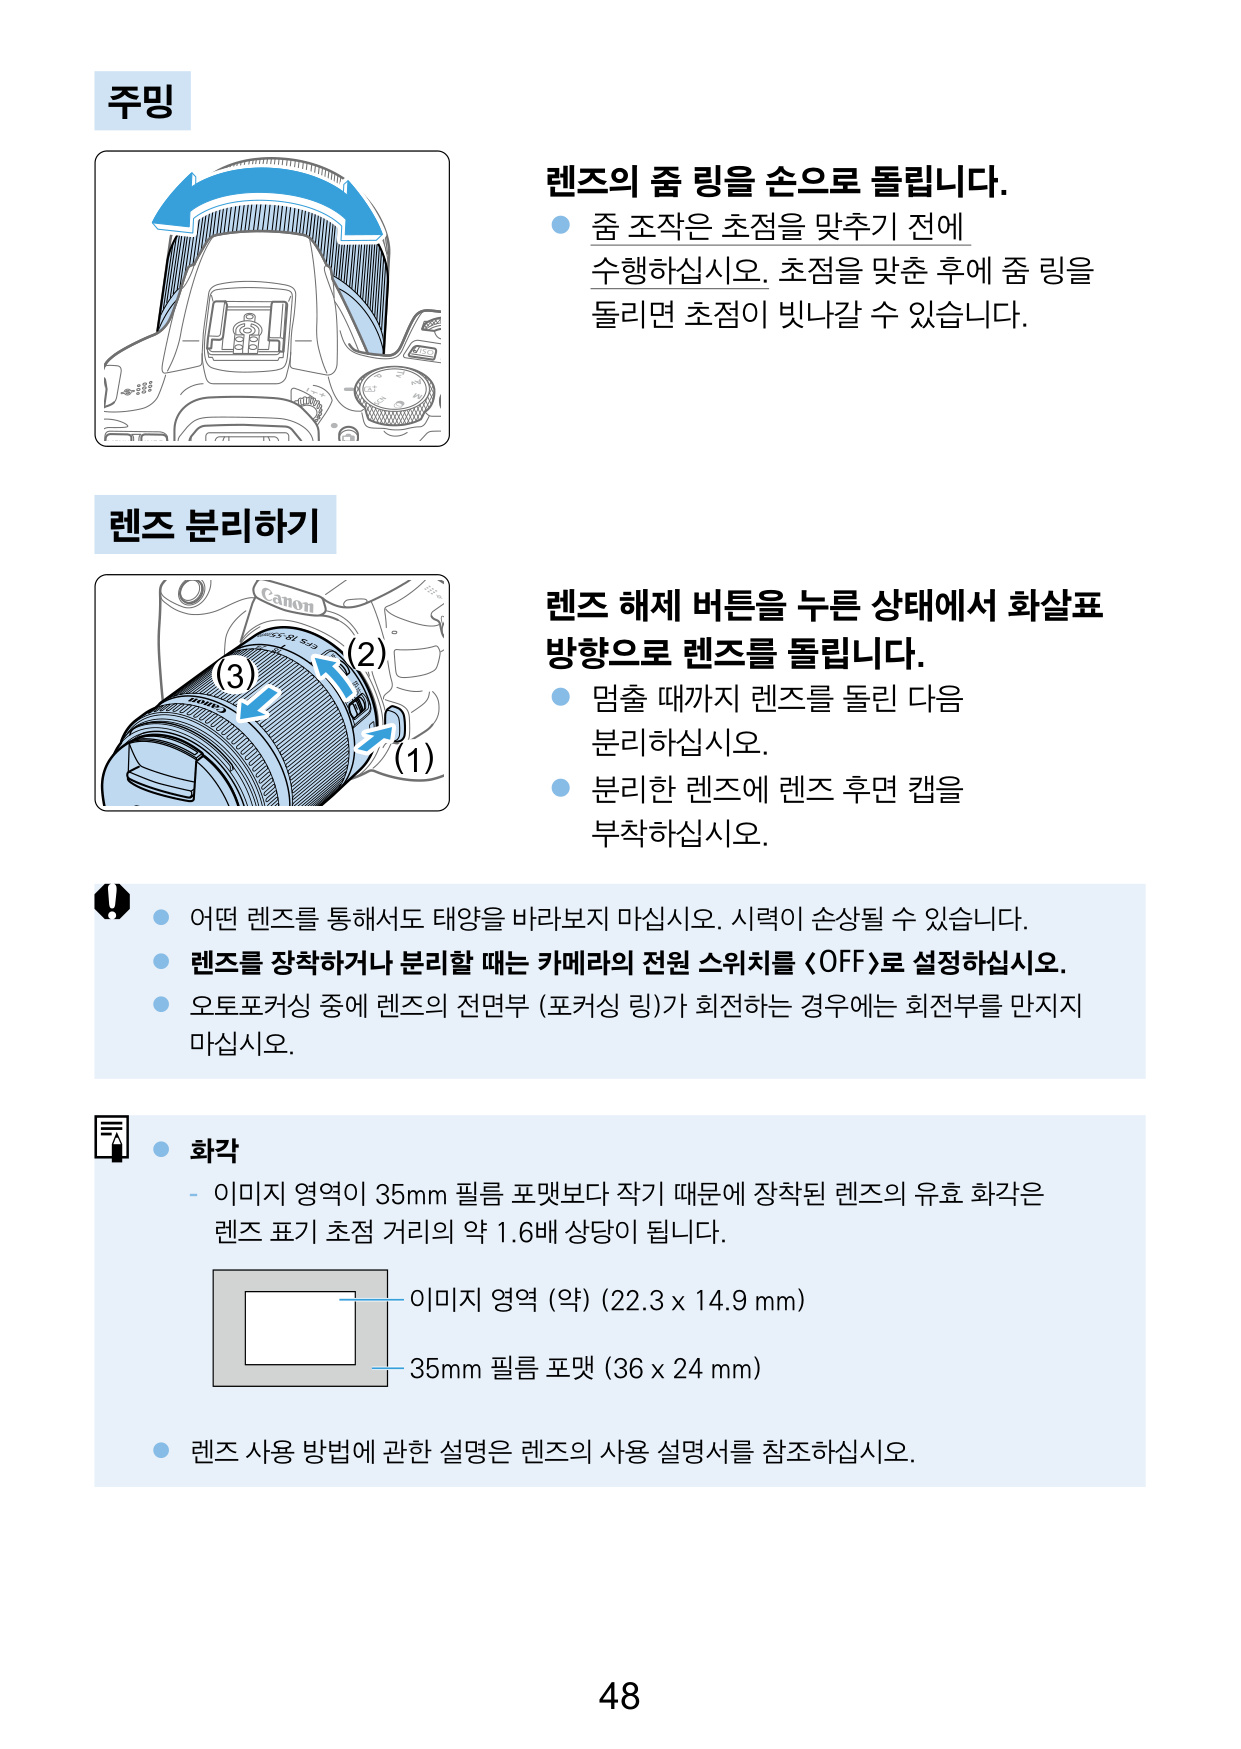 주밍
렌즈의 줌 링을 손으로 돌립니다.
● 줌 조작은 초점을 맞추기 전에
수행하십시오. 초점을 맞춘 후에 줌 링을
돌리면 초점이 빗나갈 수 있습니다.
렌즈 분리하기
Canon
EFS 18-55mm
Canon
(2)
(3)
(1)
렌즈 해제 버튼을 누른 상태에서 화살표
방향으로 렌즈를 돌립니다.
● 멈출 때까지 렌즈를 돌린 다음
분리하십시오.
● 분리한 렌즈에 렌즈 후면 캡을
부착하십시오.
● 어떤 렌즈를 통해서도 태양을 바라보지 마십시오. 시력이 손상될 수 있습니다.
● 렌즈를 장착하거나 분리할 때는 카메라의 전원 스위치를 <OFF>로 설정하십시오.
● 오토포커싱 중에 렌즈의 전면부 (포커싱 링)가 회전하는 경우에는 회전부를 만지지
마십시오.
● 화각
- 이미지 영역이 35mm 필름 포맷보다 작기 때문에 장착된 렌즈의 유효 화각은
렌즈 표기 초점 거리의 약 1.6배 상당이 됩니다.
이미지 영역 (약) (22.3 x 14.9 mm)
35mm 필름 포맷 (36 x 24 mm)
● 렌즈 사용 방법에 관한 설명은 렌즈의 사용 설명서를 참조하십시오.
48